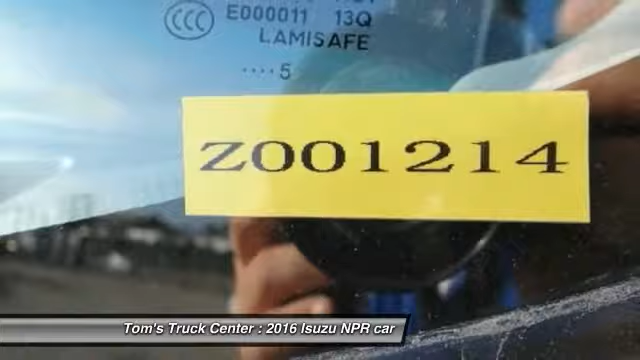 CCC E000011 13Q
LAMISAFE
....5
Z001214
Tom's Truck Center : 2016 Isuzu NPR car